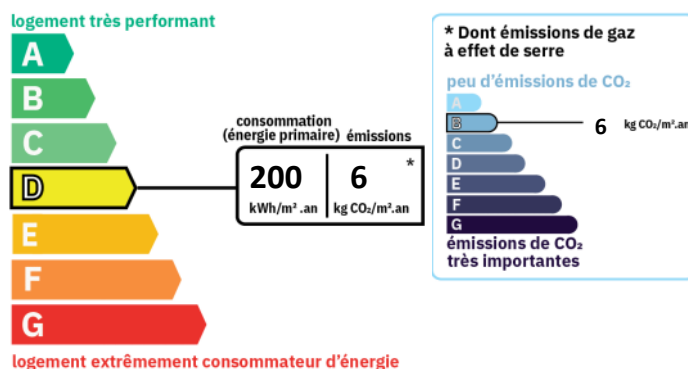 logement très performant
A
B
C
D
E
F
G
logement extrêmement consommateur d'énergie
consommation
(énergie primaire) émissions
200 6 *
kWh/m² .an kg CO₂/m².an
* Dont émissions de gaz
à effet de serre
peu d'émissions de CO₂
A
B 6 kg CO₂/m².an
C
D
E
F
G
émissions de CO₂
très importantes